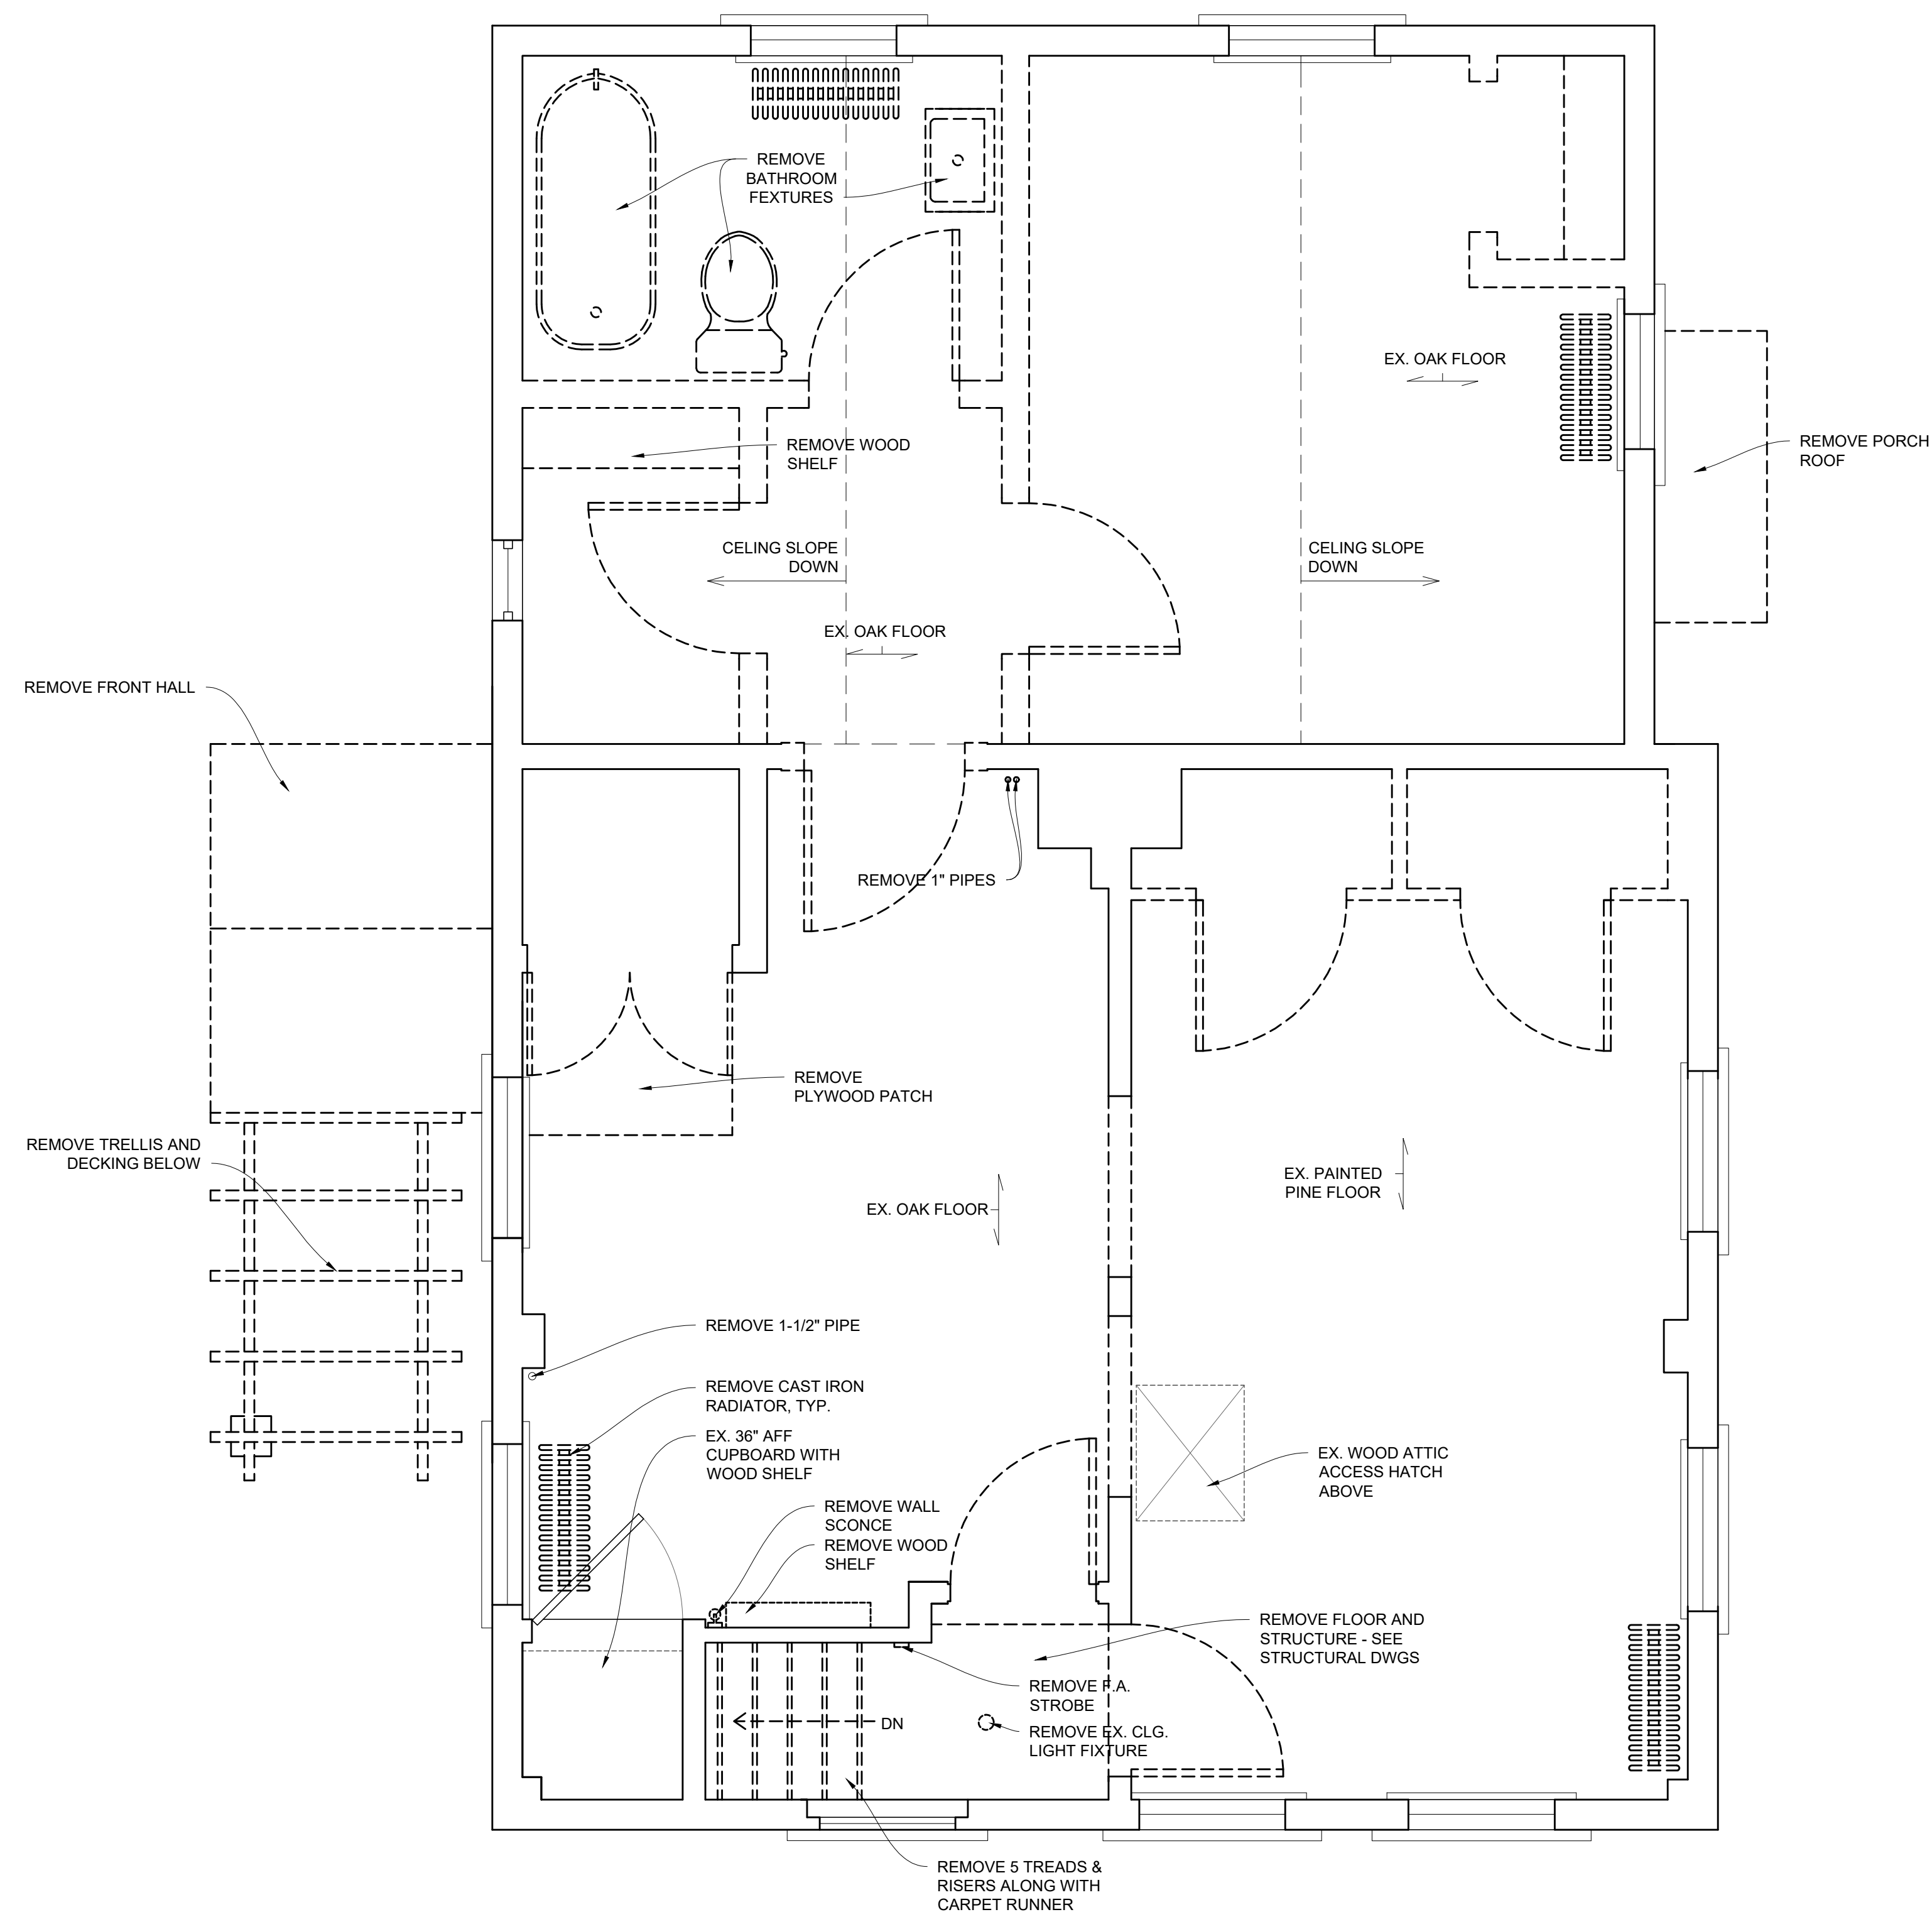 REMOVE
BATHROOM
FEXTURES
EX. OAK FLOOR
REMOVE WOOD
SHELF
REMOVE PORCH
ROOF
CELING SLOPE
DOWN
CELING SLOPE
DOWN
EX. OAK FLOOR
REMOVE FRONT HALL
REMOVE 1" PIPES
REMOVE
PLYWOOD PATCH
REMOVE TRELLIS AND
DECKING BELOW
EX. PAINTED
PINE FLOOR
EX. OAK FLOOR
REMOVE 1-1/2" PIPE
REMOVE CAST IRON
RADIATOR, TYP.
EX. 36" AFF
CUPBOARD WITH
WOOD SHELF
EX. WOOD ATTIC
ACCESS HATCH
ABOVE
REMOVE WALL
SCONCE
REMOVE WOOD
SHELF
REMOVE FLOOR AND
STRUCTURE - SEE
STRUCTURAL DWGS
REMOVE F.A.
STROBE
DN
REMOVE EX. CLG.
LIGHT FIXTURE
REMOVE 5 TREADS &
RISERS ALONG WITH
CARPET RUNNER